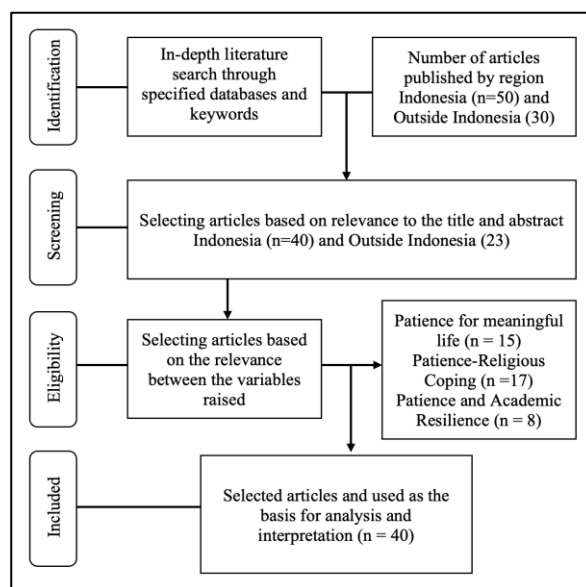 Identification
In-depth literature
search through
specified databases and
keywords
Number of articles
published by region
Indonesia (n=50) and
Outside Indonesia (30)
Screening
Selecting articles based on relevance to the title and abstract
Indonesia (n=40) and Outside Indonesia (23)
Eligibility
Selecting articles based
on the relevance
between the variables
raised
Patience for meaningful
life (n = 15)
Patience-Religious
Coping (n =17)
Patience and Academic
Resilience (n = 8)
Included
Selected articles and used as the
basis for analysis and
interpretation (n = 40)